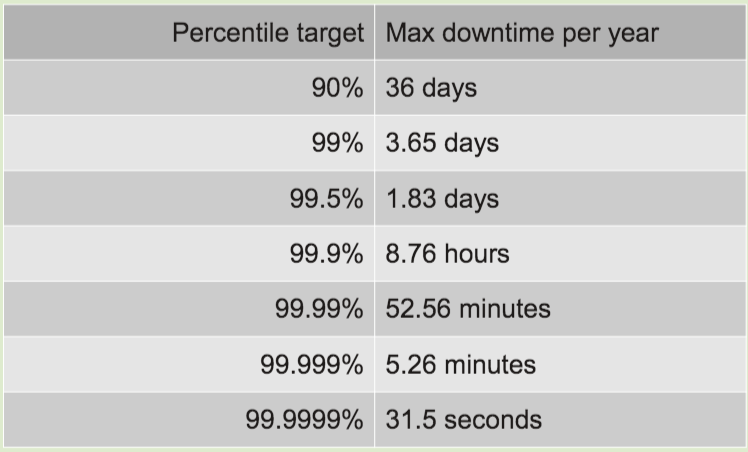 Percentile target Max downtime per year
90% 36 days
99% 3.65 days
99.5% 1.83 days
99.9% 8.76 hours
99.99% 52.56 minutes
99.999% 5.26 minutes
99.9999% 31.5 seconds